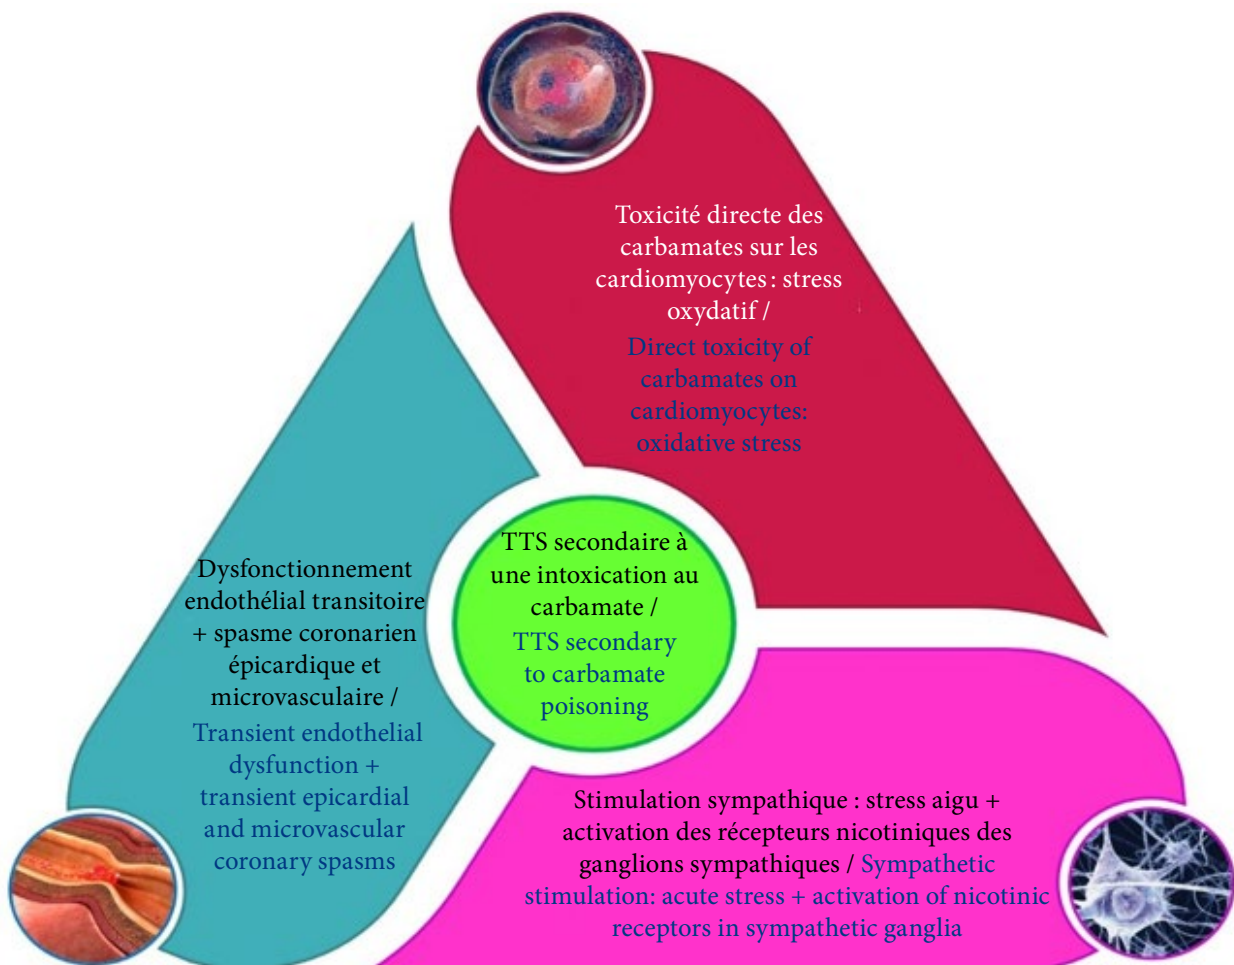 Toxicité directe des
carbamates sur les
cardiomyocytes : stress
oxydatif /
Direct toxicity of
carbamates on
cardiomyocytes:
oxidative stress
TTS secondaire à
une intoxication au
carbamate /
TTS secondary
to carbamate
poisoning
Dysfonctionnement
endothélial transitoire
+ spasme coronarien
épicardique et
microvasculaire /
Transient endothelial
dysfunction +
transient epicardial
and microvascular
coronary spasms
Stimulation sympathique : stress aigu +
activation des récepteurs nicotiniques des
ganglions sympathiques / Sympathetic
stimulation: acute stress + activation of nicotinic
receptors in sympathetic ganglia